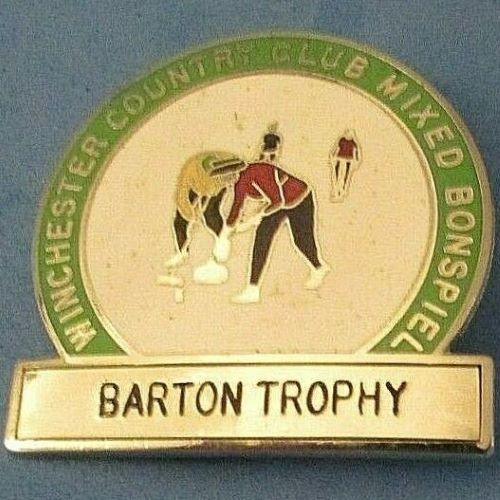 WINCHESTER COUNTRY CLUB MIXED BONSPIEL
BARTON TROPHY